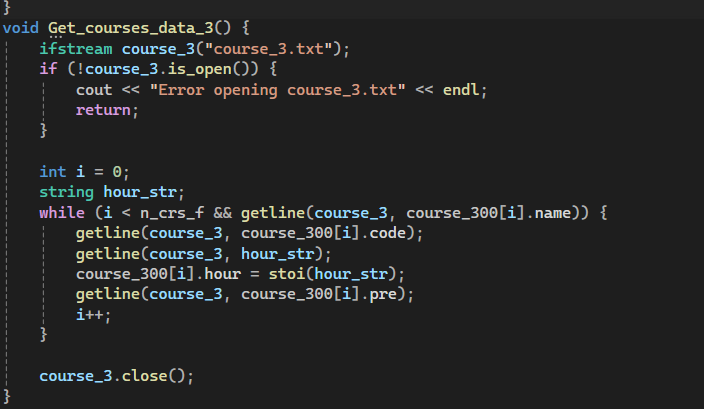 }
void Get_courses_data_3() {
    ifstream course_3("course_3.txt");
    if (!course_3.is_open()) {
        cout << "Error opening course_3.txt" << endl;
        return;
    }

    int i = 0;
    string hour_str;
    while (i < n_crs_f && getline(course_3, course_300[i].name)) {
        getline(course_3, course_300[i].code);
        getline(course_3, hour_str);
        course_300[i].hour = stoi(hour_str);
        getline(course_3, course_300[i].pre);
        i++;
    }

    course_3.close();
}